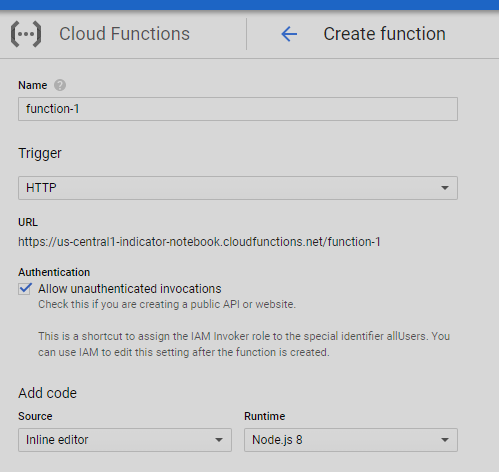 Cloud Functions
Create function
Name
function-1
Trigger
HTTP
URL
https://us-central1-indicator-notebook.cloudfunctions.net/function-1
Authentication
Allow unauthenticated invocations
Check this if you are creating a public API or website.
This is a shortcut to assign the IAM Invoker role to the special identifier allUsers. You
can use IAM to edit this setting after the function is created.
Add code
Source
Runtime
Inline editor
Node.js 8